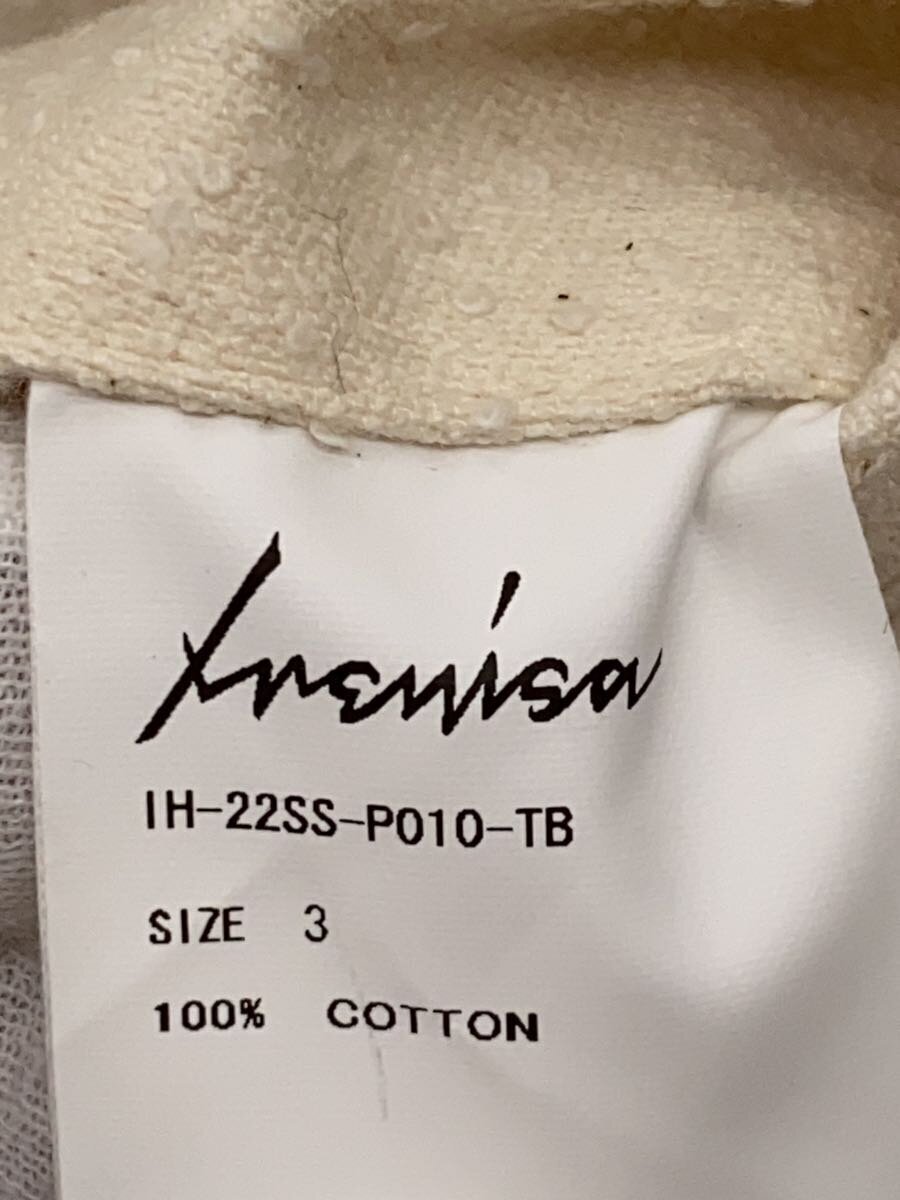 Irenisa
IH-22SS-P010-TB
SIZE 3
100% COTTON